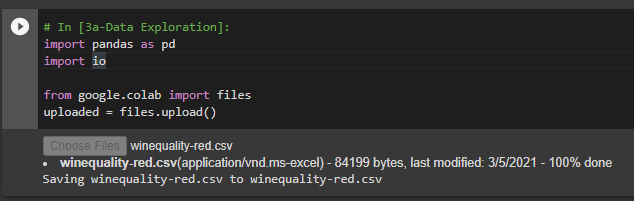 # In [3a-Data Exploration]:
import pandas as pd
import io
from google.colab import files
uploaded = files.upload()
Choose Files winequality-red.csv
• winequality-red.csv(application/vnd.ms-excel) - 84199 bytes, last modified: 3/5/2021 - 100% done
Saving winequality-red.csv to winequality-red.csv